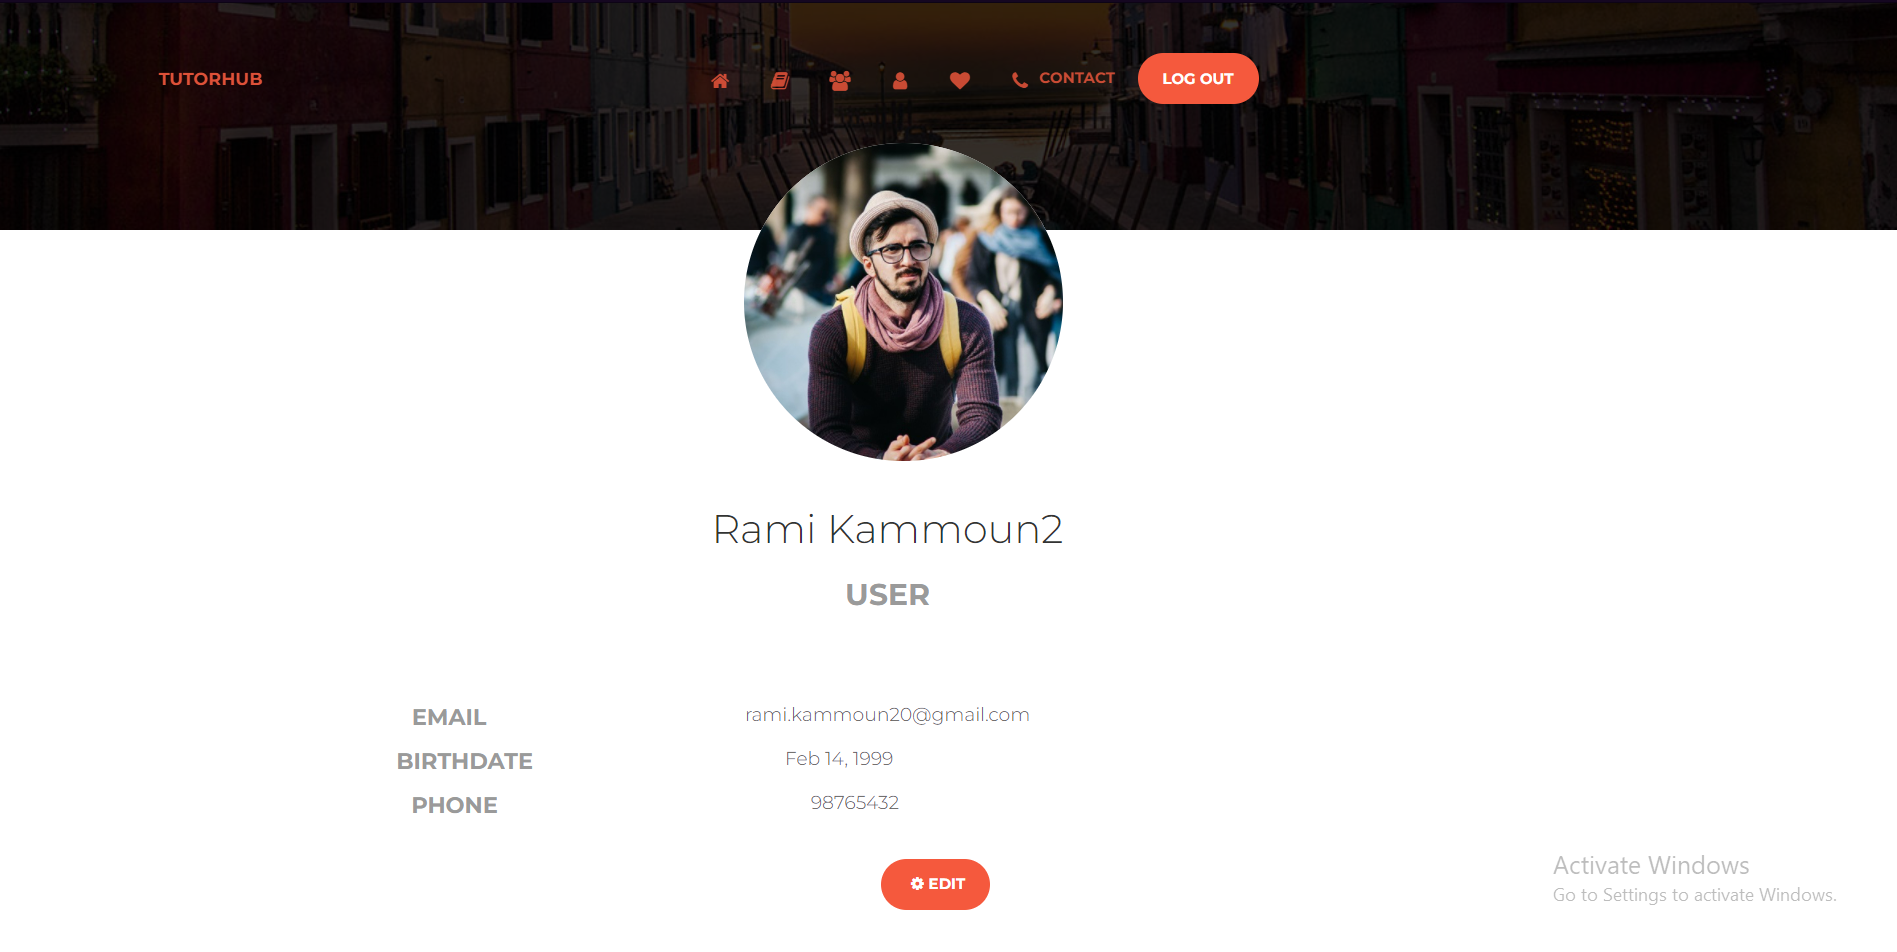 TUTORHUB
CONTACT
LOG OUT
Rami Kammoun2
USER
EMAIL rami.kammoun20@gmail.com
BIRTHDATE Feb 14, 1999
PHONE 98765432
EDIT
Activate Windows
Go to Settings to activate Windows.